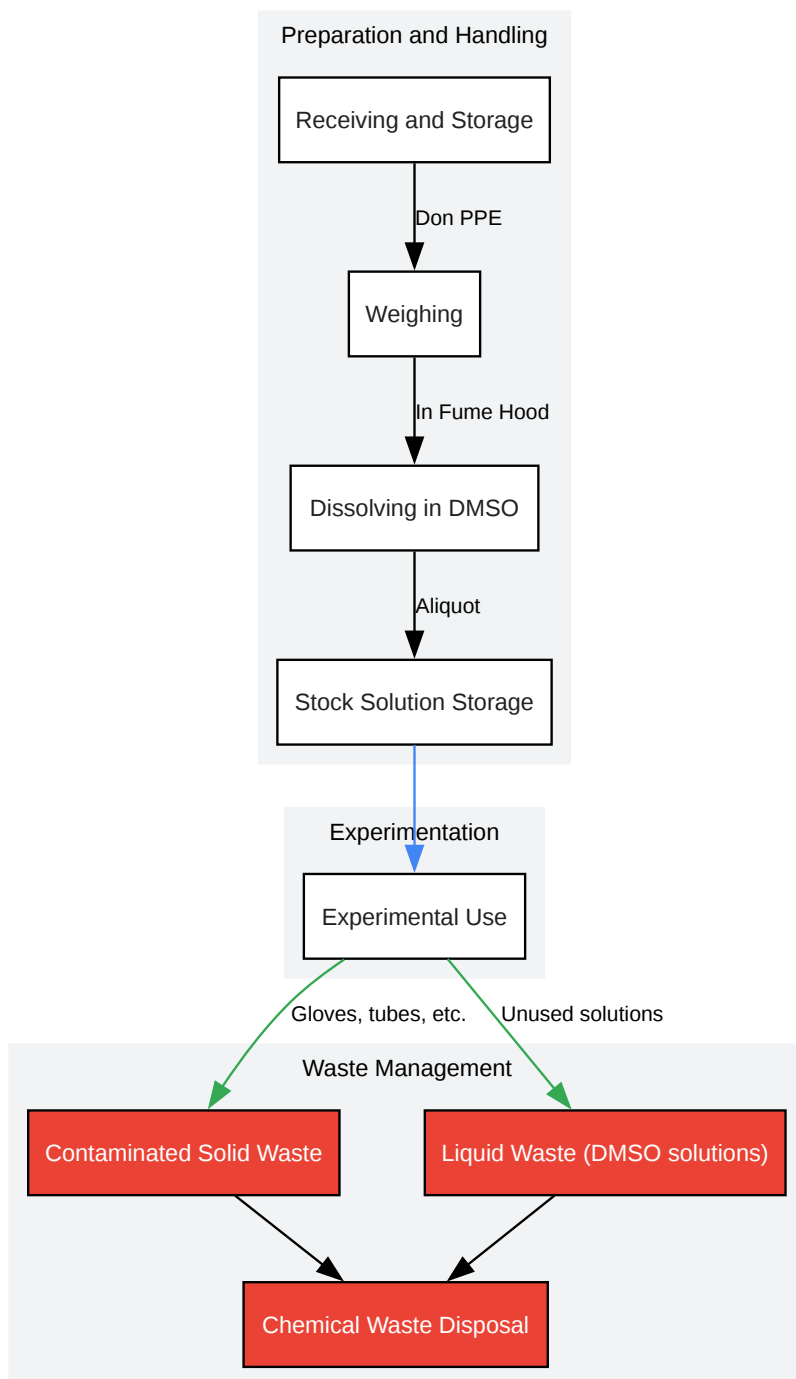 Preparation and Handling
Receiving and Storage
Don PPE
Weighing
In Fume Hood
Dissolving in DMSO
Aliquot
Stock Solution Storage
Experimentation
Experimental Use
Gloves, tubes, etc.
Unused solutions
Waste Management
Contaminated Solid Waste
Liquid Waste (DMSO solutions)
Chemical Waste Disposal